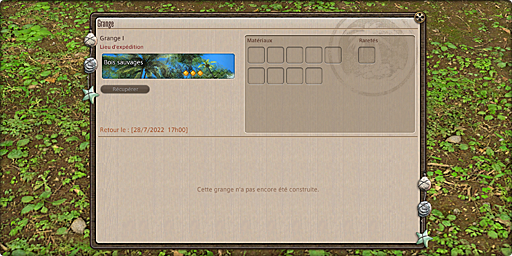 Grange
Grange I
Lieu d'expédition
Bois sauvages
Récupérer
Retour le : [28/7/2022 17h00]
Matériaux
Raretés
Cette grange n'a pas encore été construite.